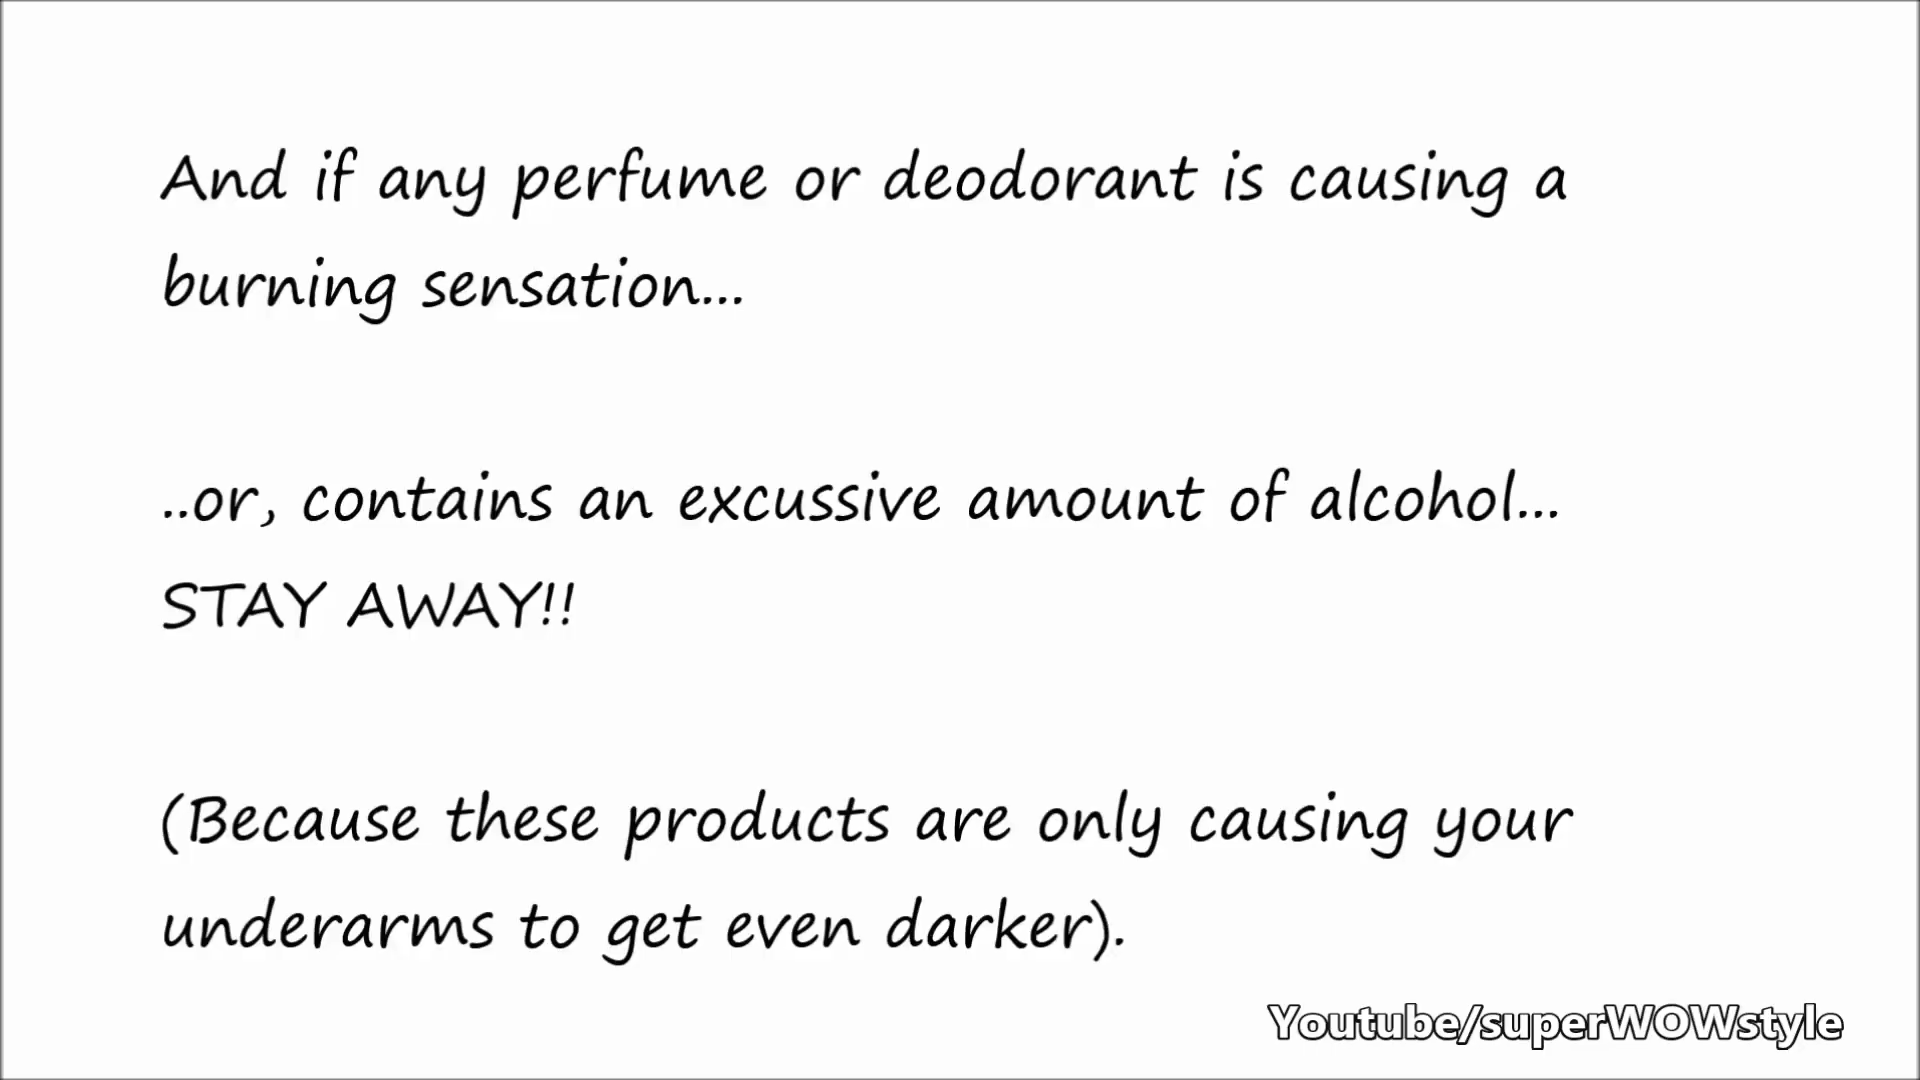 And if any perfume or deodorant is causing a
burning sensation...
..or, contains an excussive amount of alcohol...
STAY AWAY!!
(Because these products are only causing your
underarms to get even darker).
Youtube/superWOWstyle